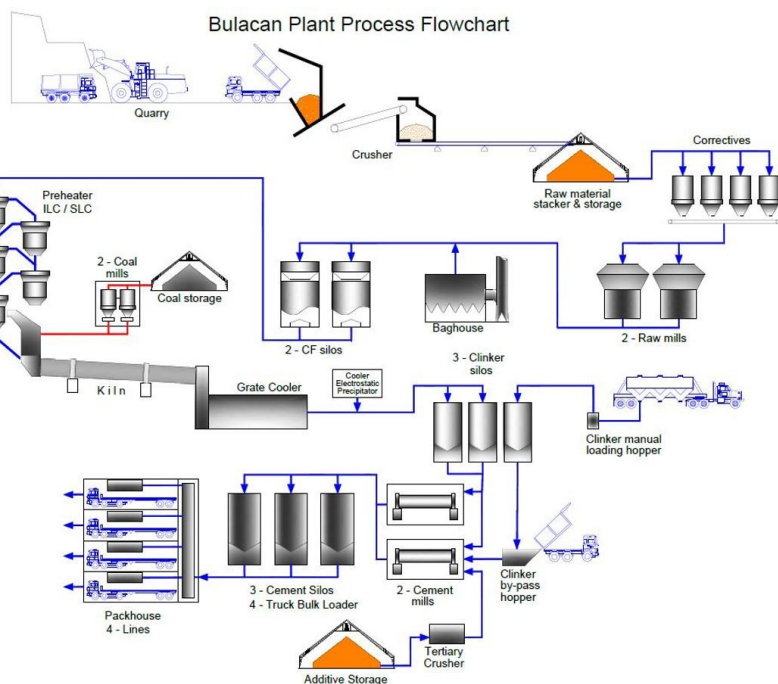 Bulacan Plant Process Flowchart
Quarry
Crusher
Raw material
stacker & storage
Correctives
Preheater
ILC / SLC
2 - Coal
mills
Coal storage
2 - CF silos
Baghouse
2 - Raw mills
Kiln
Grate Cooler
Cooler
Electrostatic
Precipitator
3 - Clinker
silos
Clinker manual
loading hopper
Packhouse
4 - Lines
3 - Cement Silos
4 - Truck Bulk Loader
2 - Cement
mills
Clinker
by-pass
hopper
Additive Storage
Tertiary
Crusher